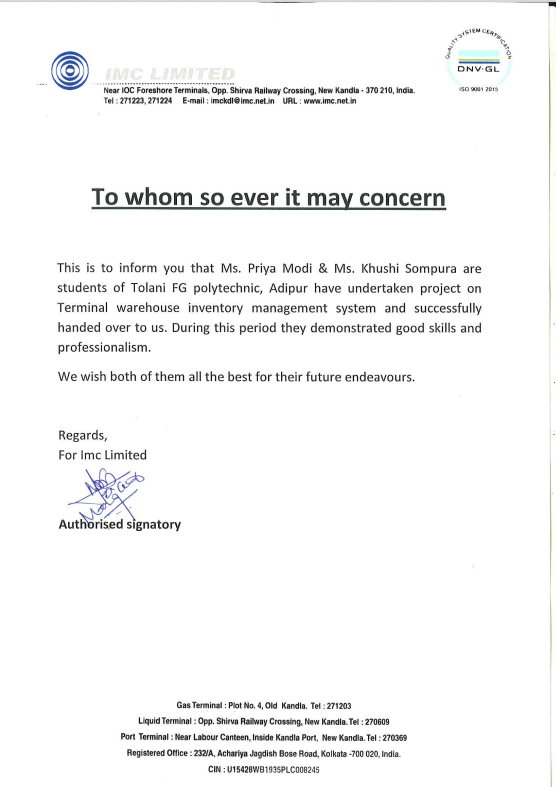 IMC LIMITED
Near IOC Foreshore Terminals, Opp. Shirva Railway Crossing, New Kandla - 370 210, India.
Tel : 271223, 271224 E-mail : imckdl@imc.net.in URL : www.imc.net.in
QUALITY SYSTEM CERTIFICATION
DNV·GL
ISO 9001 2015
To whom so ever it may concern
This is to inform you that Ms. Priya Modi & Ms. Khushi Sompura are
students of Tolani FG polytechnic, Adipur have undertaken project on
Terminal warehouse inventory management system and successfully
handed over to us. During this period they demonstrated good skills and
professionalism.
We wish both of them all the best for their future endeavours.
Regards,
For Imc Limited
Authorised signatory
Gas Terminal : Plot No. 4, Old Kandla. Tel : 271203
Liquid Terminal : Opp. Shirva Railway Crossing, New Kandla. Tel : 270609
Port Terminal : Near Labour Canteen, Inside Kandla Port, New Kandla. Tel : 270369
Registered Office : 232/A, Achariya Jagdish Bose Road, Kolkata -700 020, India.
CIN : U15428WB1935PLC008245